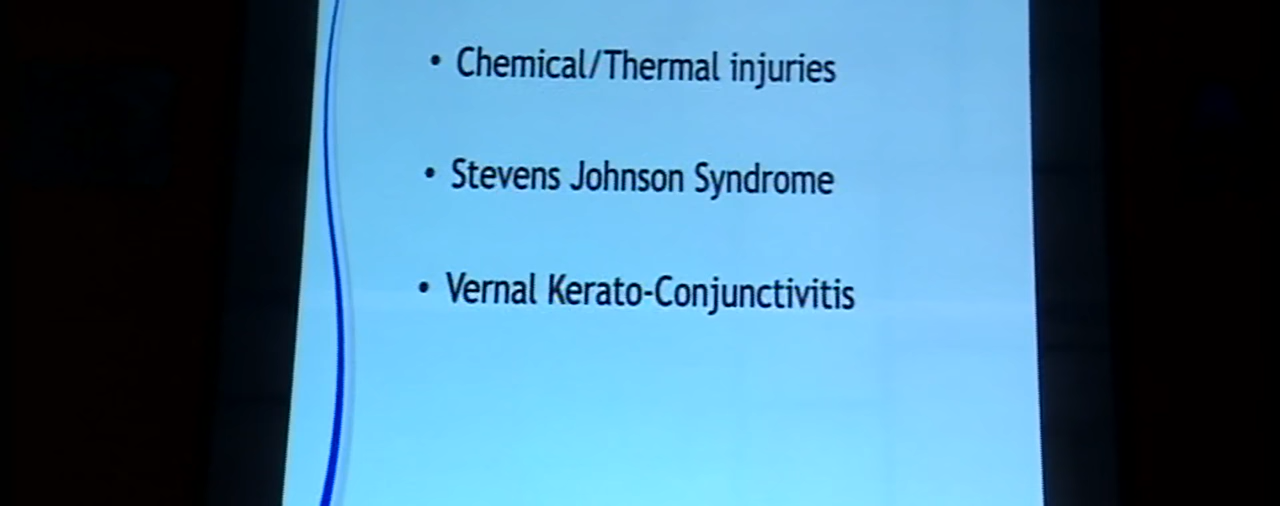 • Chemical/Thermal injuries
• Stevens Johnson Syndrome
• Vernal Kerato-Conjunctivitis